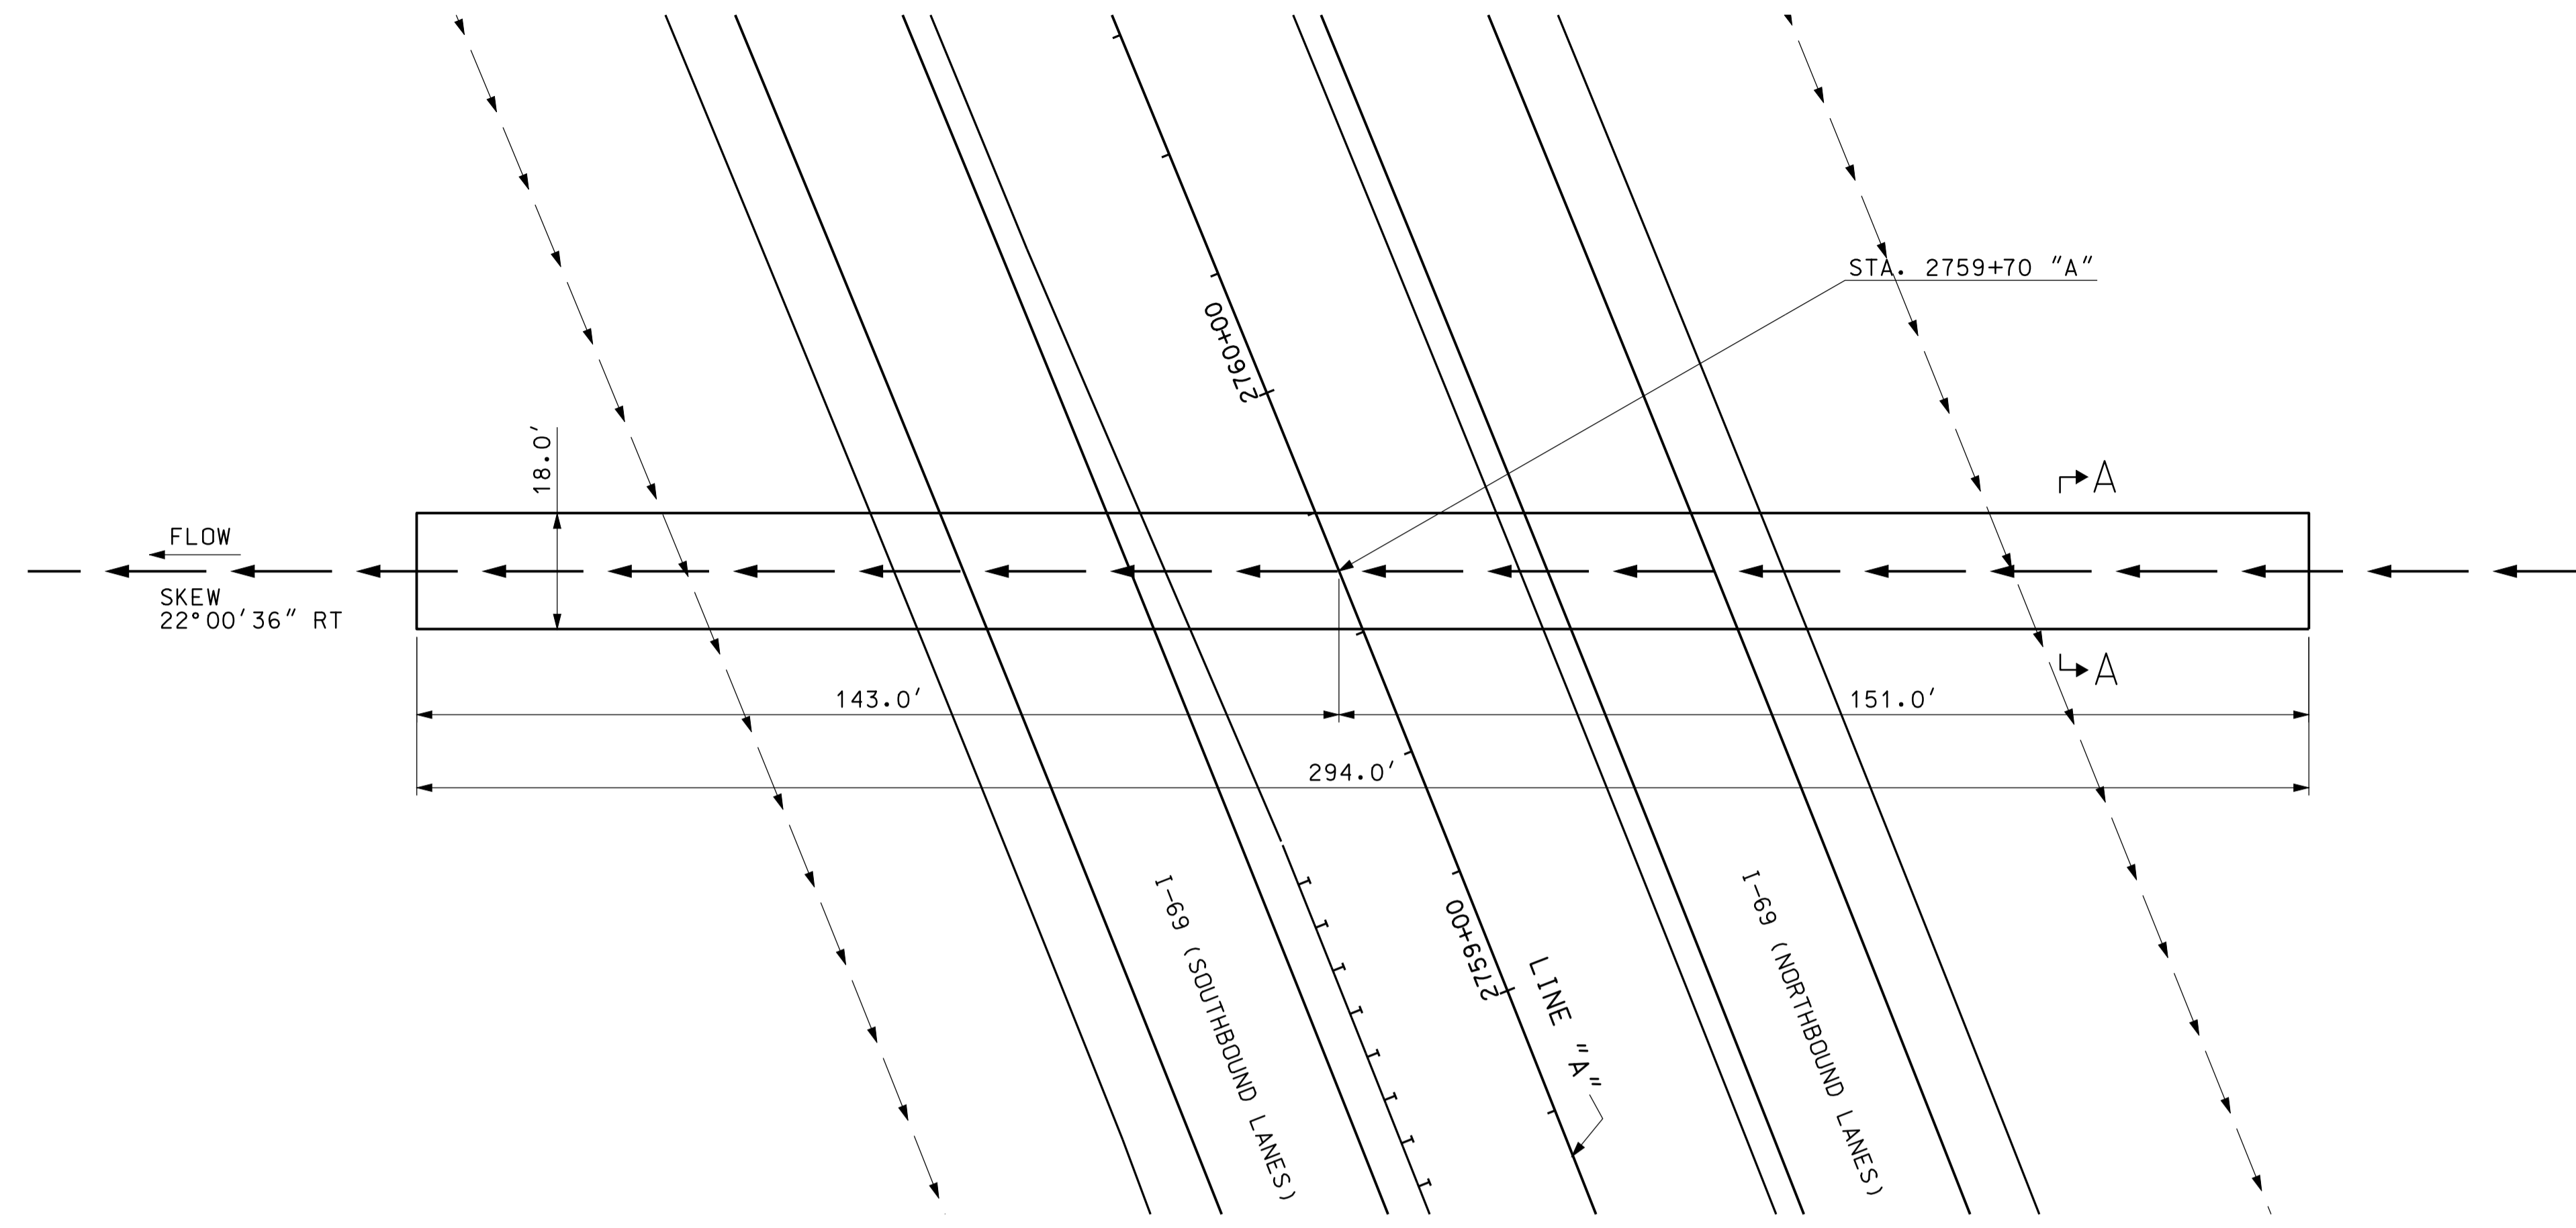 STA. 2759+70 "A"
2760+00
18.0'
A
FLOW
SKEW
22°00'36" RT
A
143.0'
151.0'
294.0'
I-69 (SOUTHBOUND LANES)
2759+00
LINE "A"
I-69 (NORTHBOUND LANES)